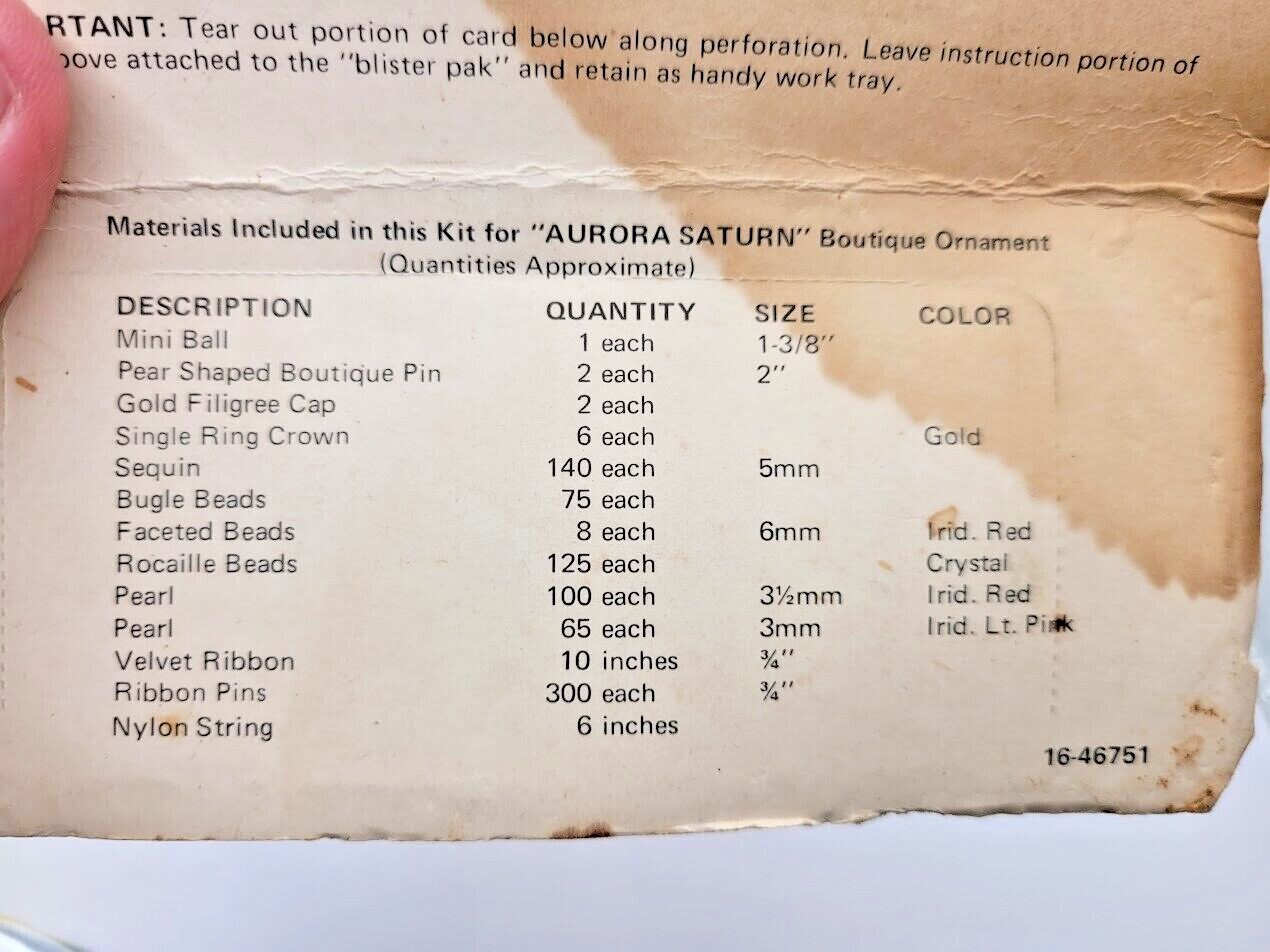 RTANT: Tear out portion of card below along perforation. Leave instruction portion of
bove attached to the "blister pak" and retain as handy work tray.
Materials Included in this Kit for "AURORA SATURN" Boutique Ornament
(Quantities Approximate)
DESCRIPTION QUANTITY SIZE COLOR
Mini Ball 1 each 1-3/8"
Pear Shaped Boutique Pin 2 each 2"
Gold Filigree Cap 2 each
Single Ring Crown 6 each Gold
Sequin 140 each 5mm
Bugle Beads 75 each
Faceted Beads 8 each 6mm Irid. Red
Rocaille Beads 125 each Crystal
Pearl 100 each 3½mm Irid. Red
Pearl 65 each 3mm Irid. Lt. Pink
Velvet Ribbon 10 inches ¾"
Ribbon Pins 300 each ¾"
Nylon String 6 inches
16-46751